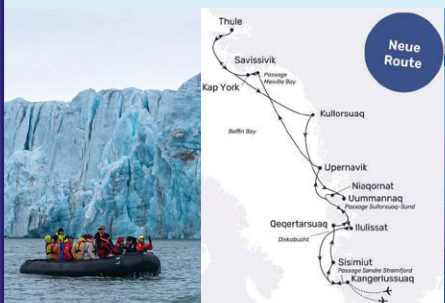 Thule
Neue
Route
Savissivik
Passage
Melville Bay
Kap York
Kullorsuaq
Baffin Bay
Upernavik
Niaqornat
Uummannaq
Passage Sullorsuaq-Sund
Qeqertarsuaq
Ilulissat
Diskobucht
Sisimiut
Passage Søndre Strømfjord
Kangerlussuaq